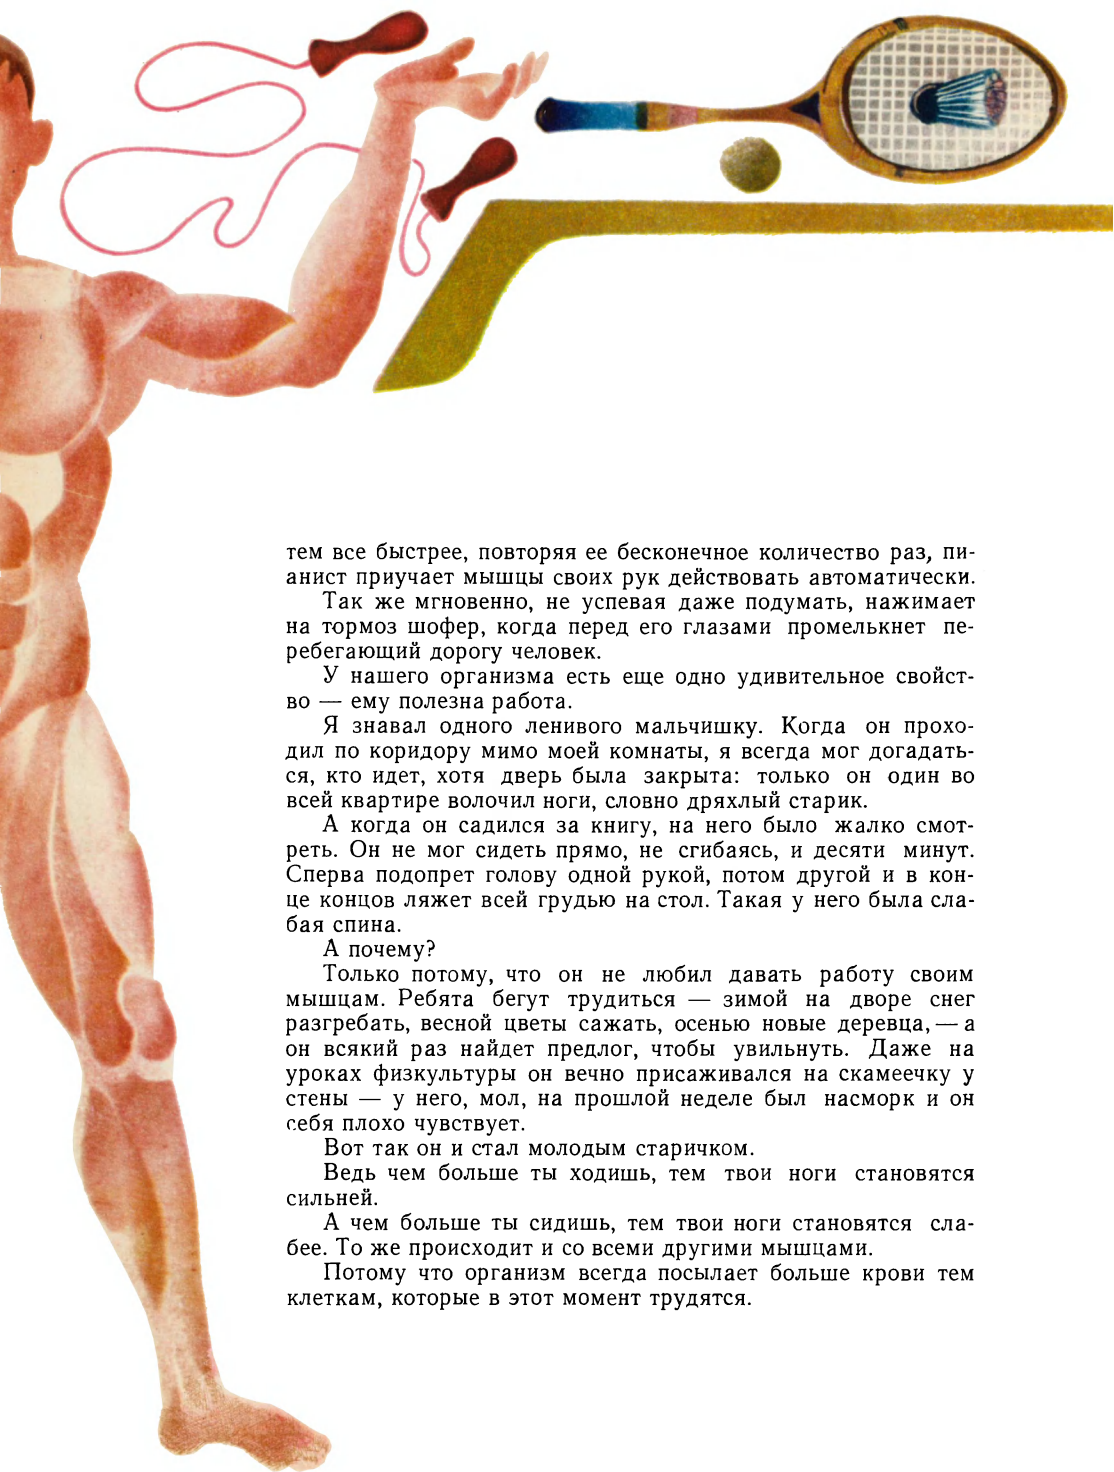 тем все быстрее, повторяя ее бесконечное количество раз, пи-
анист приучает мышцы своих рук действовать автоматически.
Так же мгновенно, не успевая даже подумать, нажимает
на тормоз шофер, когда перед его глазами промелькнет пе-
ребегающий дорогу человек.
У нашего организма есть еще одно удивительное свойст-
во — ему полезна работа.
Я знавал одного ленивого мальчишку. Когда он прохо-
дил по коридору мимо моей комнаты, я всегда мог догадать-
ся, кто идет, хотя дверь была закрыта: только он один во
всей квартире волочил ноги, словно дряхлый старик.
А когда он садился за книгу, на него было жалко смот-
реть. Он не мог сидеть прямо, не сгибаясь, и десяти минут.
Сперва подопрет голову одной рукой, потом другой и в кон-
це концов ляжет всей грудью на стол. Такая у него была сла-
бая спина.
А почему?
Только потому, что он не любил давать работу своим
мышцам. Ребята бегут трудиться — зимой на дворе снег
разгребать, весной цветы сажать, осенью новые деревца, — а
он всякий раз найдет предлог, чтобы увильнуть. Даже на
уроках физкультуры он вечно присаживался на скамеечку у
стены — у него, мол, на прошлой неделе был насморк и он
себя плохо чувствует.
Вот так он и стал молодым старичком.
Ведь чем больше ты ходишь, тем твои ноги становятся
сильней.
А чем больше ты сидишь, тем твои ноги становятся сла-
бее. То же происходит и со всеми другими мышцами.
Потому что организм всегда посылает больше крови тем
клеткам, которые в этот момент трудятся.